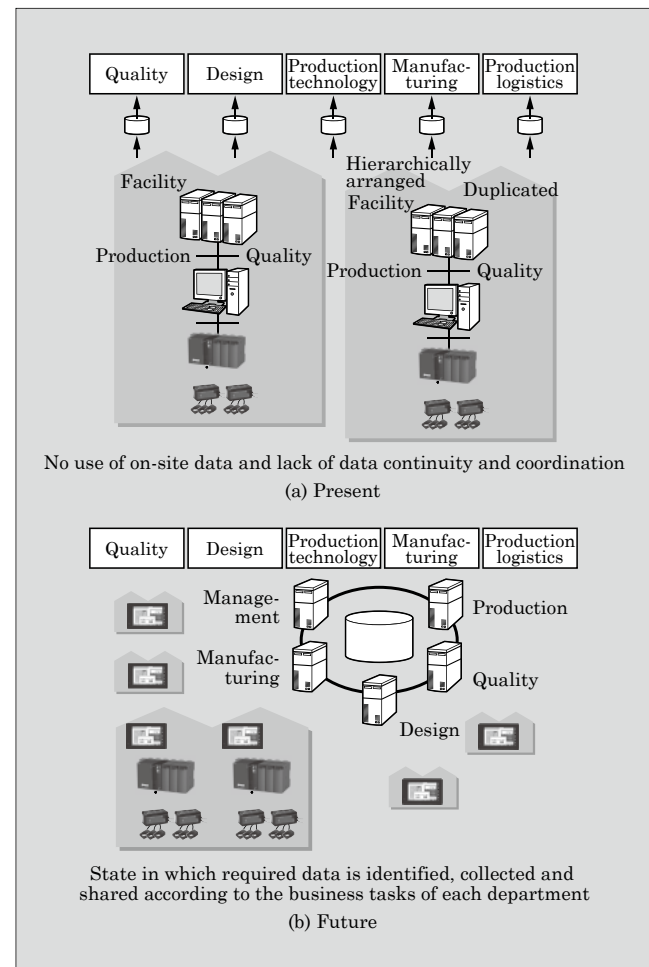 Quality
Design
Production
technology
Manufac-
turing
Production
logistics
Facility
Production
Quality
Hierarchically
arranged
Facility
Duplicated
Production
Quality
No use of on-site data and lack of data continuity and coordination
(a) Present
Quality
Design
Production
technology
Manufac-
turing
Production
logistics
Manage-
ment
Production
Manufac-
turing
Quality
Design
State in which required data is identified, collected and
shared according to the business tasks of each department
(b) Future